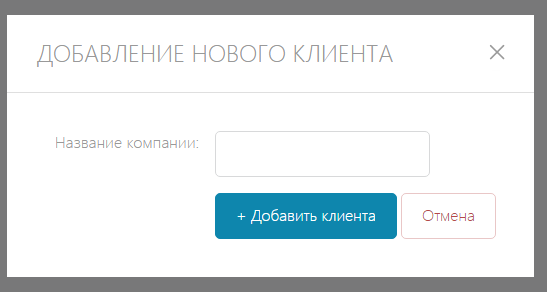 ДОБАВЛЕНИЕ НОВОГО КЛИЕНТА
Название компании:
+ Добавить клиента
Отмена